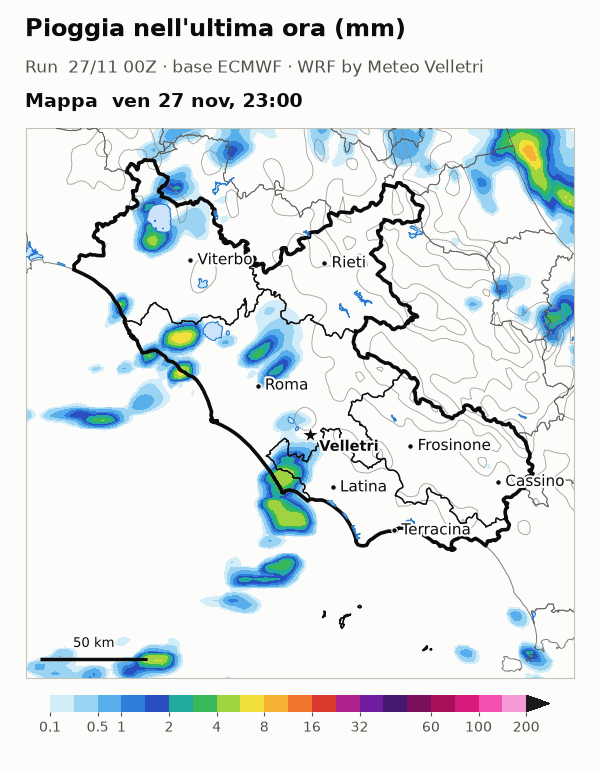 Pioggia nell'ultima ora (mm)
Run  27/11 00Z · base ECMWF · WRF by Meteo Velletri
Mappa  ven 27 nov, 23:00
Viterbo
Rieti
Roma
Velletri
Frosinone
Latina
Cassino
Terracina
50 km
0.1 0.5 1 2 4 8 16 32 60 100 200